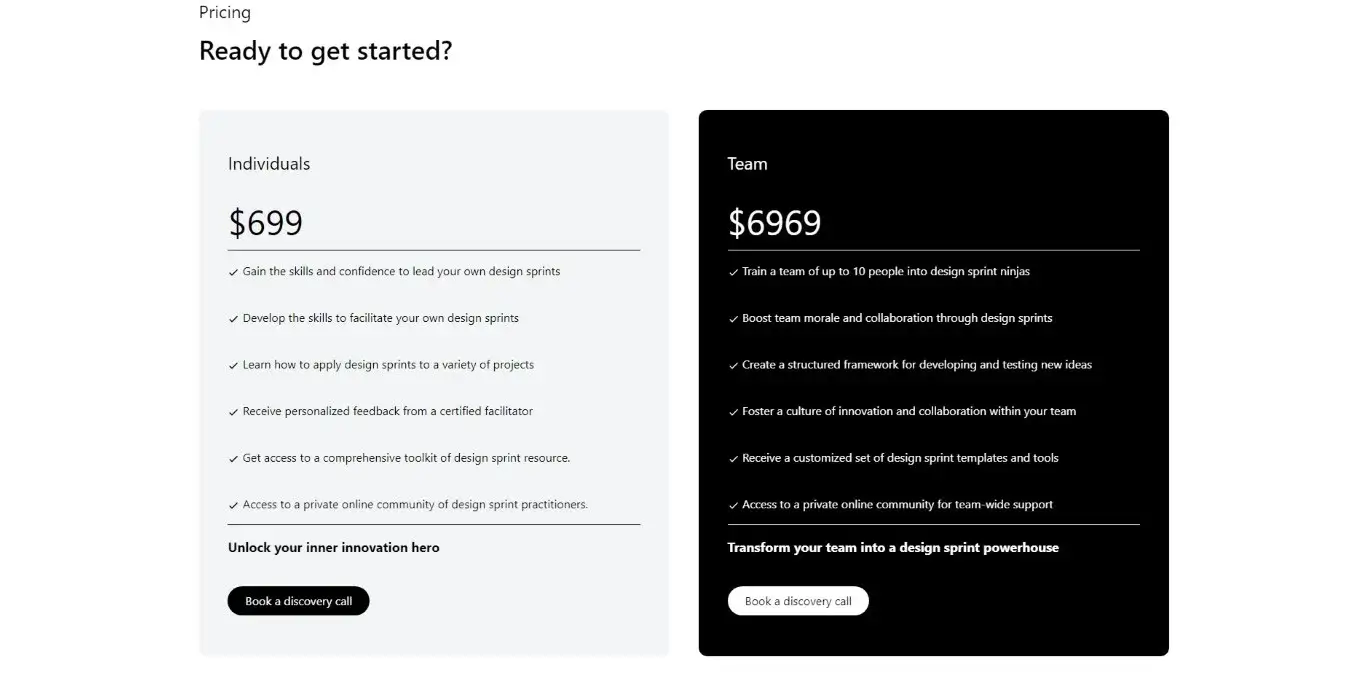 Pricing
Ready to get started?
Individuals
$699
✓ Gain the skills and confidence to lead your own design sprints
✓ Develop the skills to facilitate your own design sprints
✓ Learn how to apply design sprints to a variety of projects
✓ Receive personalized feedback from a certified facilitator
✓ Get access to a comprehensive toolkit of design sprint resource.
✓ Access to a private online community of design sprint practitioners.
Unlock your inner innovation hero
Book a discovery call
Team
$6969
✓ Train a team of up to 10 people into design sprint ninjas
✓ Boost team morale and collaboration through design sprints
✓ Create a structured framework for developing and testing new ideas
✓ Foster a culture of innovation and collaboration within your team
✓ Receive a customized set of design sprint templates and tools
✓ Access to a private online community for team-wide support
Transform your team into a design sprint powerhouse
Book a discovery call